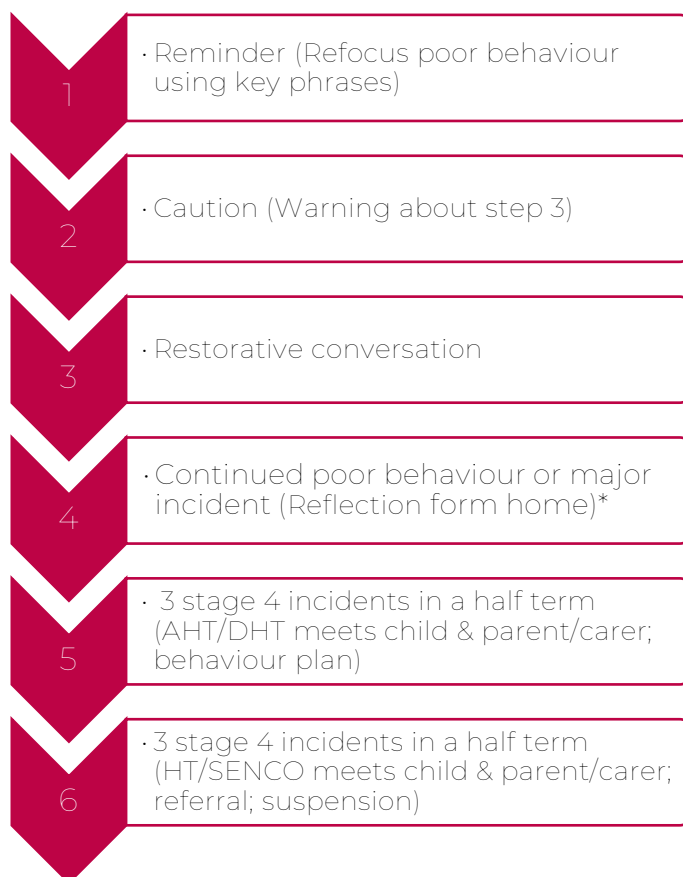 1
· Reminder (Refocus poor behaviour
using key phrases)
2
· Caution (Warning about step 3)
3
· Restorative conversation
4
· Continued poor behaviour or major
incident (Reflection form home)*
5
· 3 stage 4 incidents in a half term
(AHT/DHT meets child & parent/carer;
behaviour plan)
6
· 3 stage 4 incidents in a half term
(HT/SENCO meets child & parent/carer;
referral; suspension)